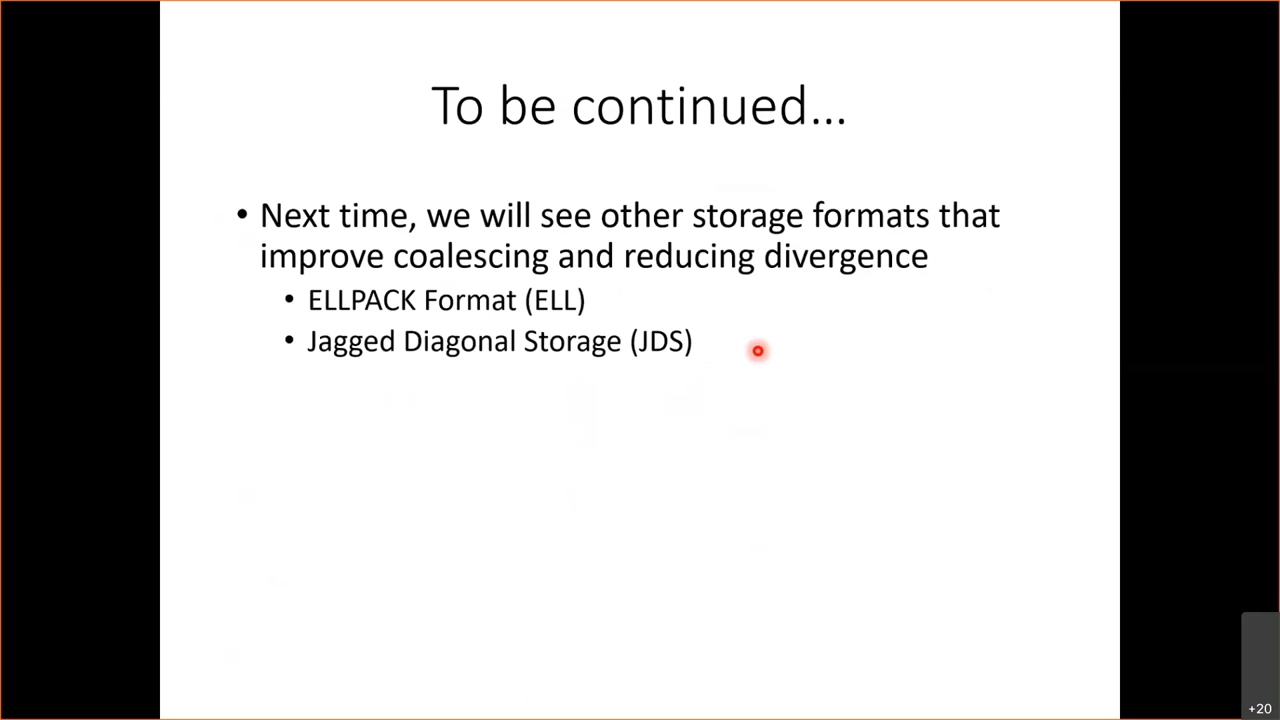 To be continued...
• Next time, we will see other storage formats that
improve coalescing and reducing divergence
• ELLPACK Format (ELL)
• Jagged Diagonal Storage (JDS)
+20